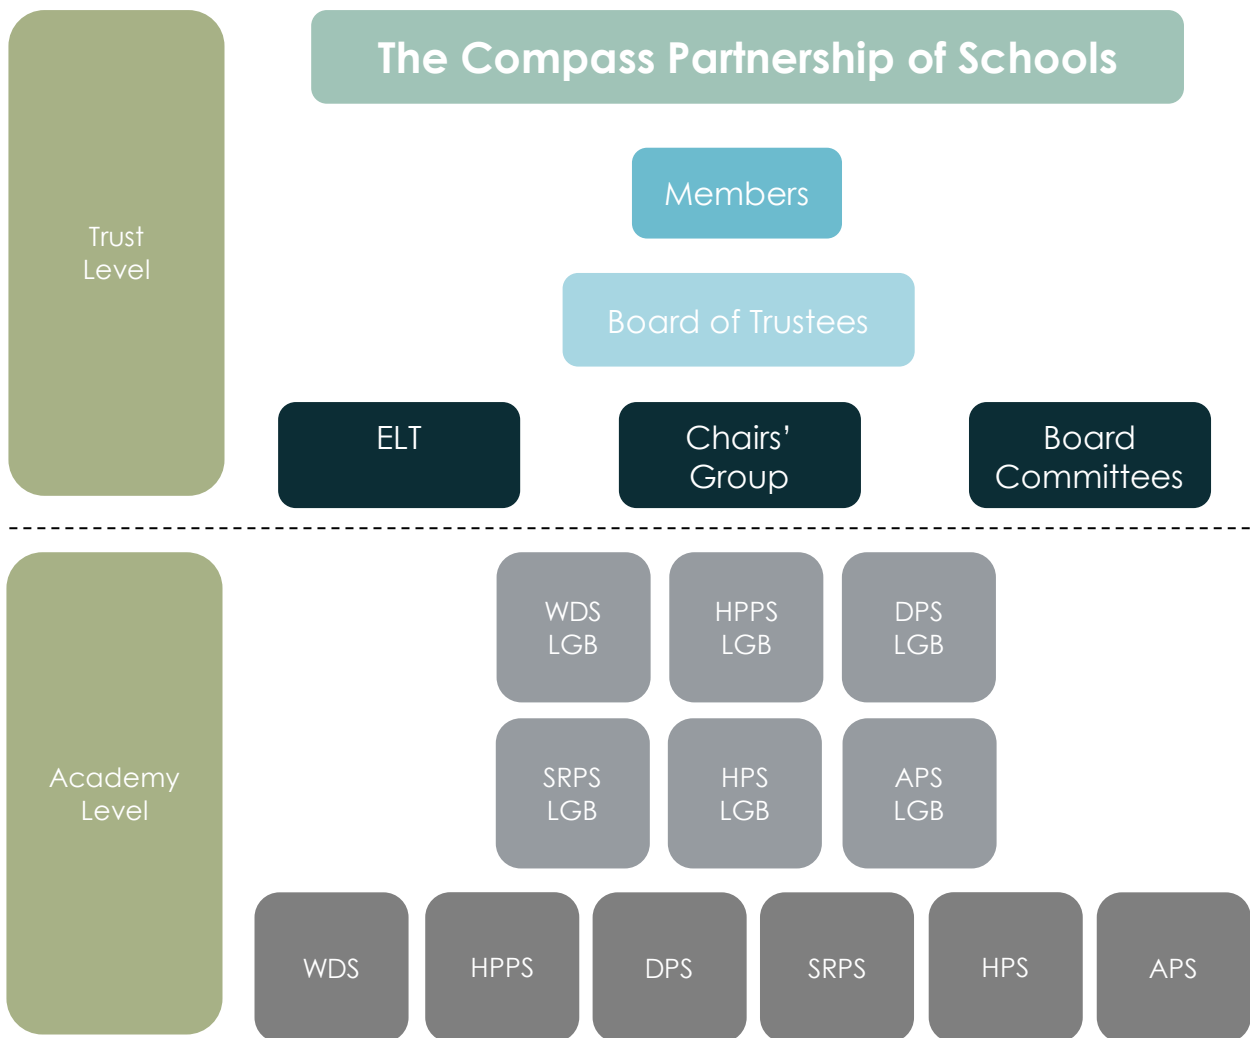 The Compass Partnership of Schools
Members
Trust
Level
Board of Trustees
ELT
Chairs’
Group
Board
Committees
WDS
LGB
HPPS
LGB
DPS
LGB
Academy
Level
SRPS
LGB
HPS
LGB
APS
LGB
WDS
HPPS
DPS
SRPS
HPS
APS